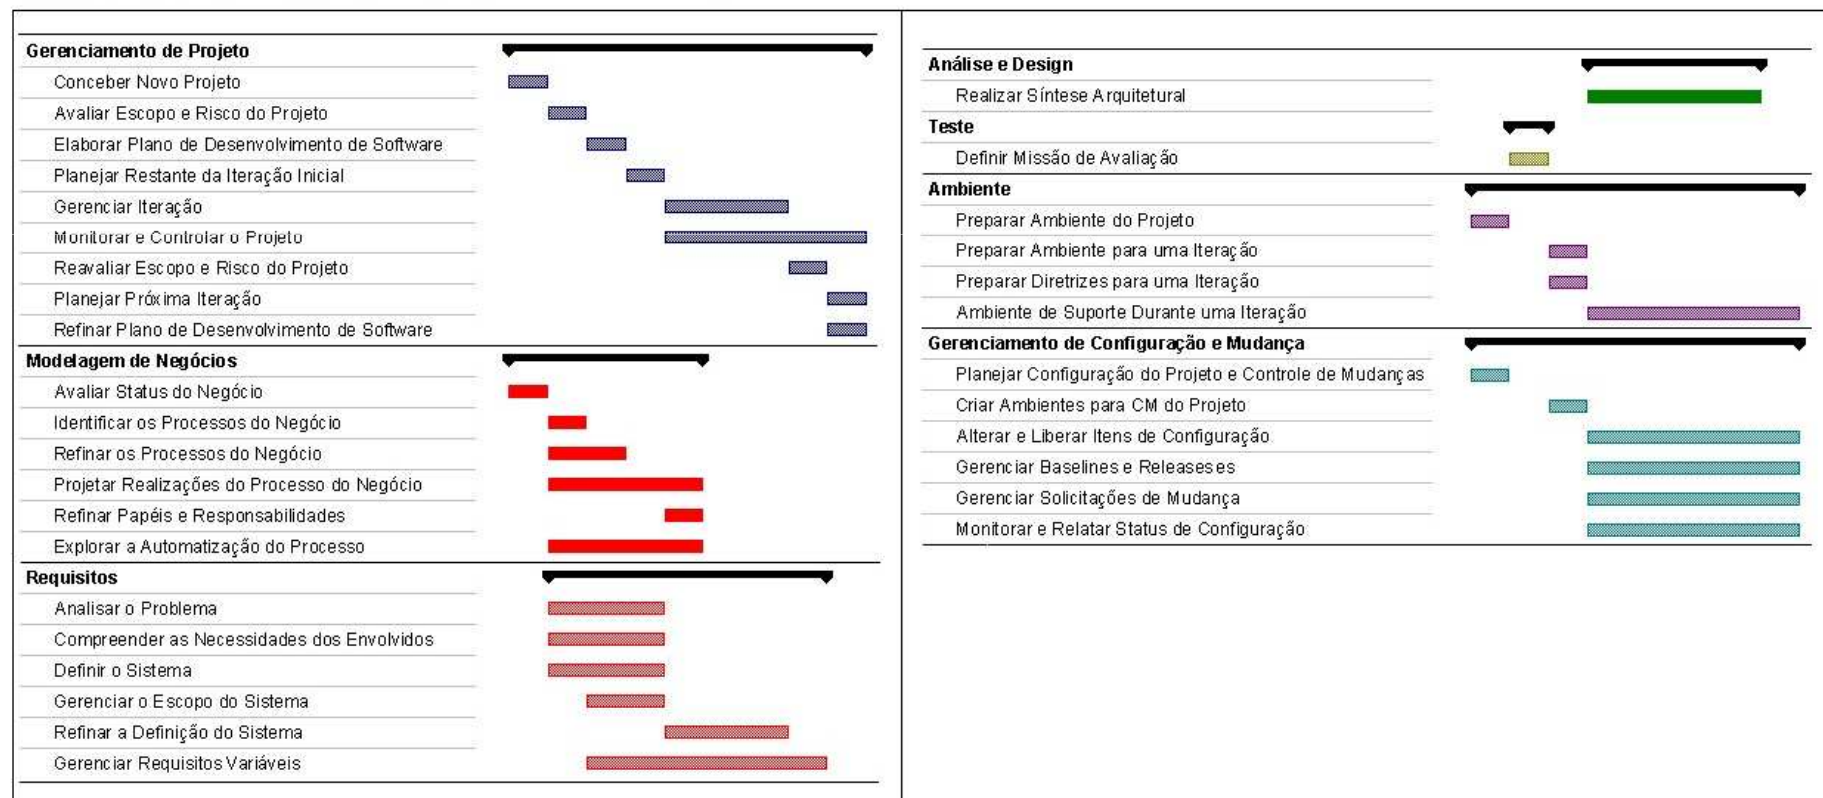 Gerenciamento de Projeto
Conceber Novo Projeto
Avaliar Escopo e Risco do Projeto
Elaborar Plano de Desenvolvimento de Software
Planejar Restante da Iteração Inicial
Gerenciar Iteração
Monitorar e Controlar o Projeto
Reavaliar Escopo e Risco do Projeto
Planejar Próxima Iteração
Refinar Plano de Desenvolvimento de Software
Modelagem de Negócios
Avaliar Status do Negócio
Identificar os Processos do Negócio
Refinar os Processos do Negócio
Projetar Realizações do Processo do Negócio
Refinar Papéis e Responsabilidades
Explorar a Automatização do Processo
Requisitos
Analisar o Problema
Compreender as Necessidades dos Envolvidos
Definir o Sistema
Gerenciar o Escopo do Sistema
Refinar a Definição do Sistema
Gerenciar Requisitos Variáveis
Análise e Design
Realizar Síntese Arquitetural
Teste
Definir Missão de Avaliação
Ambiente
Preparar Ambiente do Projeto
Preparar Ambiente para uma Iteração
Preparar Diretrizes para uma Iteração
Ambiente de Suporte Durante uma Iteração
Gerenciamento de Configuração e Mudança
Planejar Configuração do Projeto e Controle de Mudanças
Criar Ambientes para CM do Projeto
Alterar e Liberar Itens de Configuração
Gerenciar Baselines e Releaseses
Gerenciar Solicitações de Mudança
Monitorar e Relatar Status de Configuração